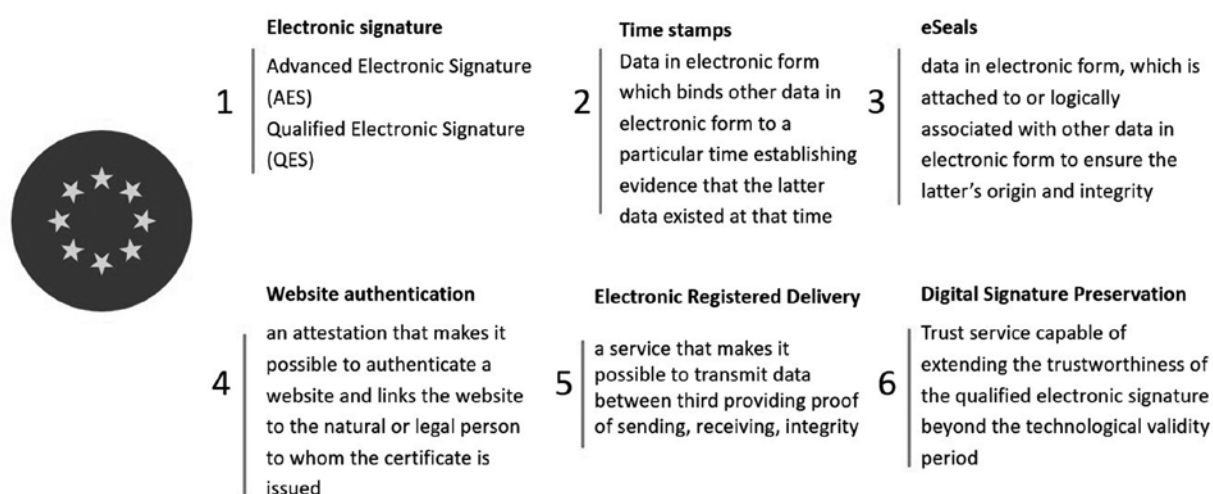 Electronic signature
1
Advanced Electronic Signature
(AES)
Qualified Electronic Signature
(QES)
Time stamps
2
Data in electronic form
which binds other data in
electronic form to a
particular time establishing
evidence that the latter
data existed at that time
eSeals
3
data in electronic form, which is
attached to or logically
associated with other data in
electronic form to ensure the
latter’s origin and integrity
Website authentication
4
an attestation that makes it
possible to authenticate a
website and links the website
to the natural or legal person
to whom the certificate is
issued
Electronic Registered Delivery
5
a service that makes it
possible to transmit data
between third providing proof
of sending, receiving, integrity
Digital Signature Preservation
6
Trust service capable of
extending the trustworthiness of
the qualified electronic signature
beyond the technological validity
period